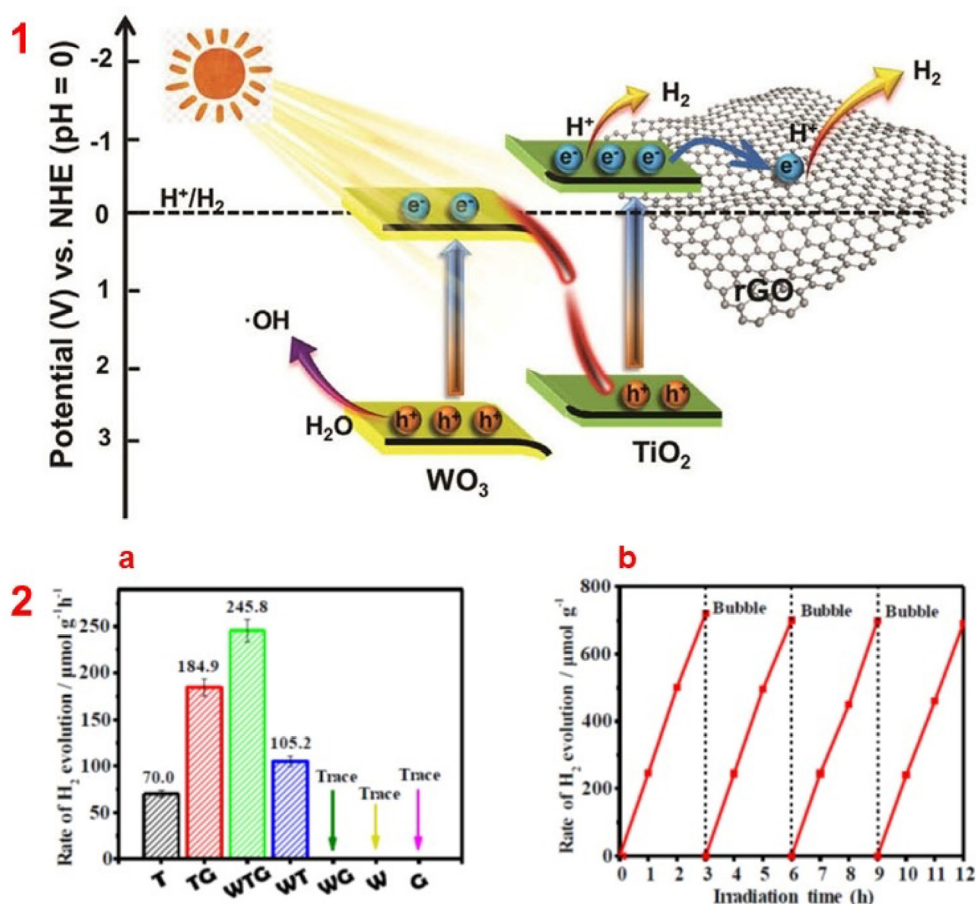 1
Potential (V) vs. NHE (pH = 0)
-2
-1
0
1
2
3
H⁺/H₂
e⁻ e⁻
e⁻ e⁻ e⁻
H⁺
H₂
e⁻
H⁺
H₂
rGO
·OH
H₂O
h⁺ h⁺ h⁺
WO₃
h⁺ h⁺
TiO₂
2
a
Rate of H₂ evolution / μmol g⁻¹h⁻¹
250
200
150
100
50
0
70.0
184.9
245.8
105.2
Trace
Trace
Trace
T TG WTG WT WG W G
b
Rate of H₂ evolution / μmol g⁻¹
800
600
400
200
0
Bubble Bubble Bubble
0 1 2 3 4 5 6 7 8 9 10 11 12
Irradiation time (h)